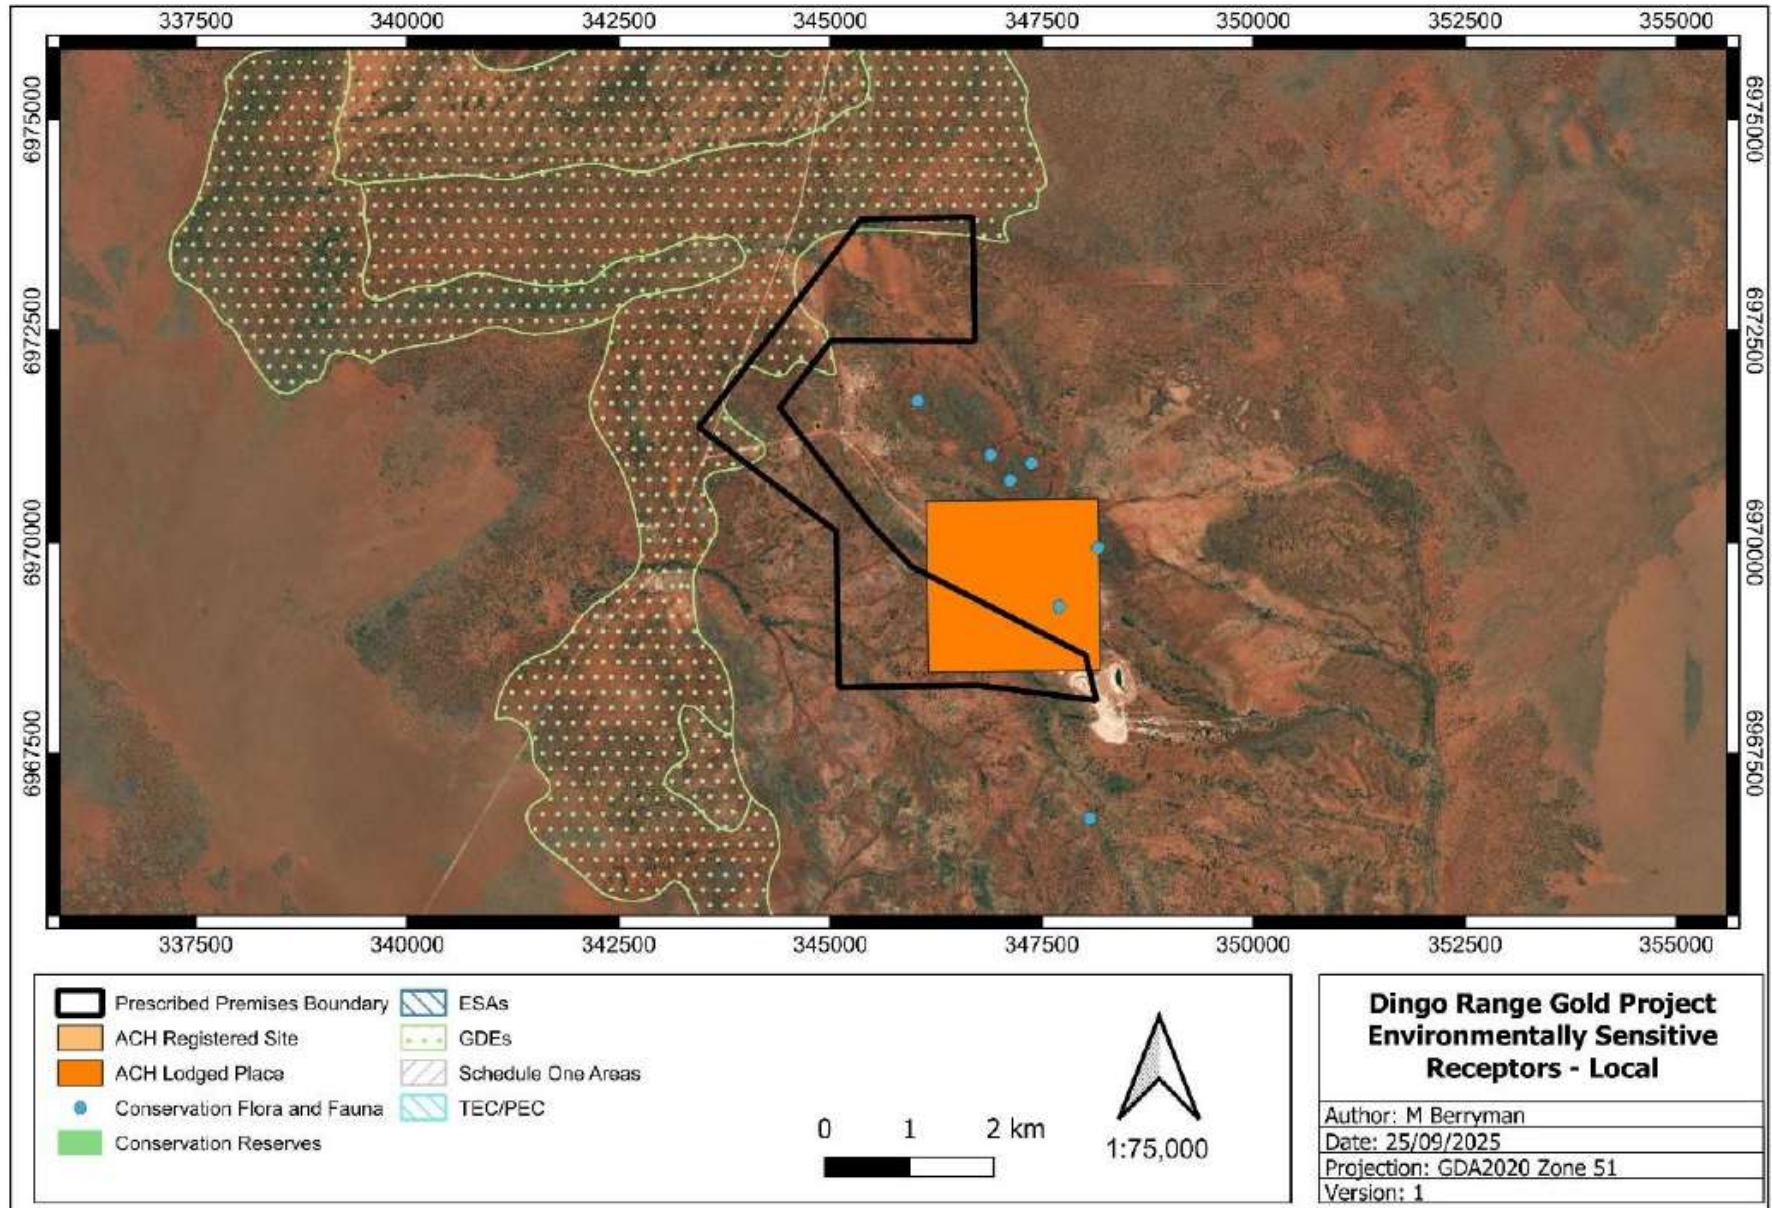 337500 340000 342500 345000 347500 350000 352500 355000
6975000 6975000
6972500 6972500
6970000 6970000
6967500 6967500
337500 340000 342500 345000 347500 350000 352500 355000
Prescribed Premises Boundary
ACH Registered Site
ACH Lodged Place
Conservation Flora and Fauna
Conservation Reserves
ESAs
GDEs
Schedule One Areas
TEC/PEC
0 1 2 km
1:75,000
Dingo Range Gold Project
Environmentally Sensitive
Receptors - Local
Author: M Berryman
Date: 25/09/2025
Projection: GDA2020 Zone 51
Version: 1